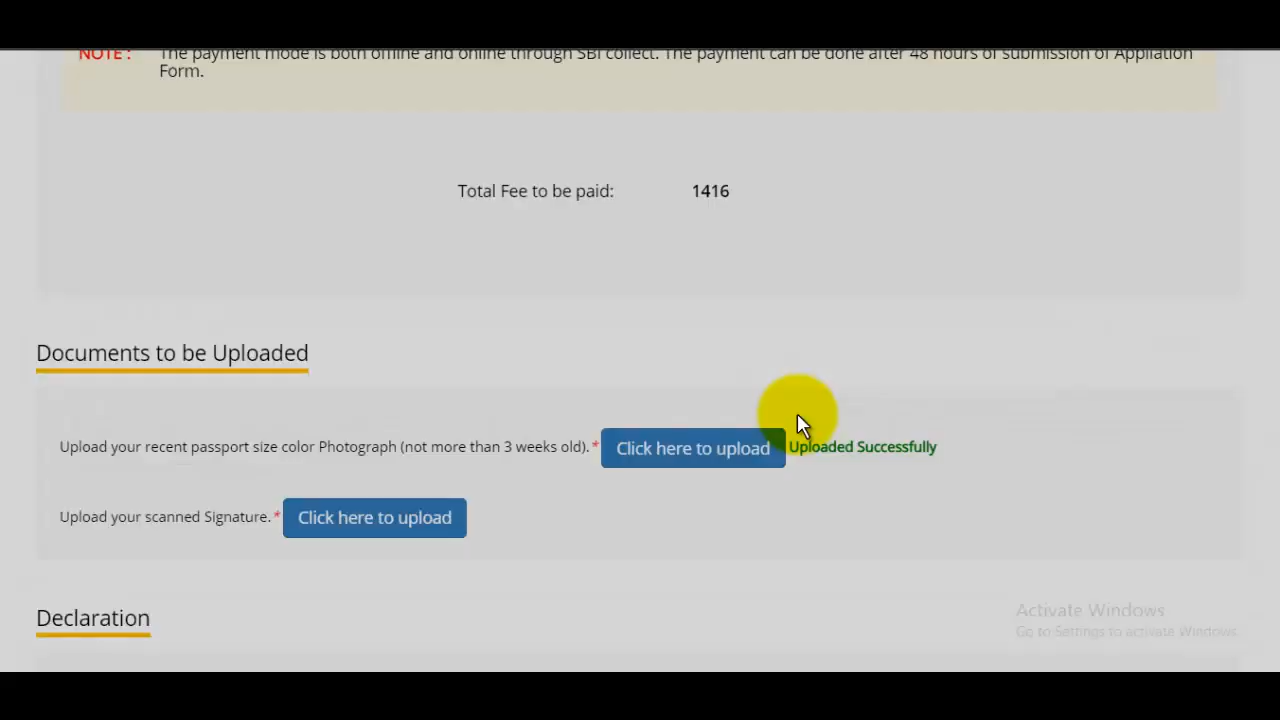 NOTE : The payment mode is both offline and online through SBI collect. The payment can be done after 48 hours of submission of Appliation
Form.
Total Fee to be paid: 1416
Documents to be Uploaded
Upload your recent passport size color Photograph (not more than 3 weeks old). * Click here to upload Uploaded Successfully
Upload your scanned Signature. * Click here to upload
Declaration
Activate Windows
Go to Settings to activate Windows.